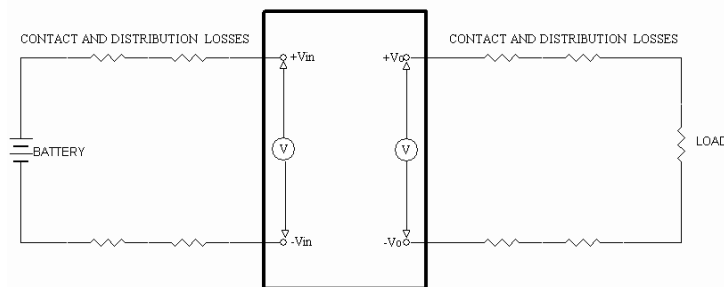 CONTACT AND DISTRIBUTION LOSSES
CONTACT AND DISTRIBUTION LOSSES
+Vin
+Vo
V
V
BATTERY
LOAD
-Vin
-Vo